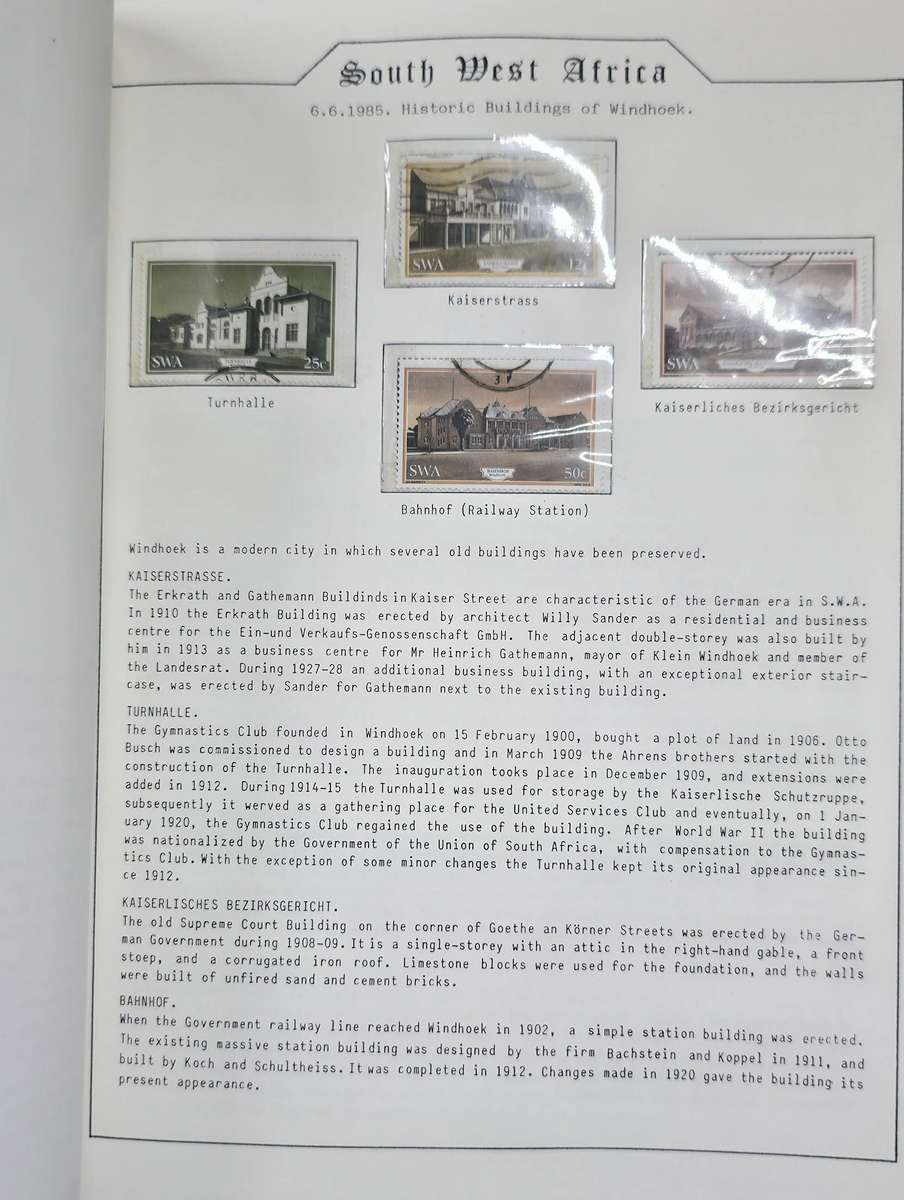 South West Africa
6.6.1985. Historic Buildings of Windhoek.
SWA
12c
Kaiserstrass
SWA
TURNHALLE
25c
Turnhalle
SWA
Kaiserliches Bezirksgericht
37
SWA
BAHNHOF
50c
Bahnhof (Railway Station)
Windhoek is a modern city in which several old buildings have been preserved.
KAISERSTRASSE.
The Erkrath and Gathemann Buildinds in Kaiser Street are characteristic of the German era in S.W.A.
In 1910 the Erkrath Building was erected by architect Willy Sander as a residential and business
centre for the Ein-und Verkaufs-Genossenschaft GmbH. The adjacent double-storey was also built by
him in 1913 as a business centre for Mr Heinrich Gathemann, mayor of Klein Windhoek and member of
the Landesrat. During 1927-28 an additional business building, with an exceptional exterior stair-
case, was erected by Sander for Gathemann next to the existing building.
TURNHALLE.
The Gymnastics Club founded in Windhoek on 15 February 1900, bought a plot of land in 1906. Otto
Busch was commissioned to design a building and in March 1909 the Ahrens brothers started with the
construction of the Turnhalle. The inauguration tooks place in December 1909, and extensions were
added in 1912. During 1914-15 the Turnhalle was used for storage by the Kaiserlische Schutzruppe,
subsequently it werved as a gathering place for the United Services Club and eventually, on 1 Jan-
uary 1920, the Gymnastics Club regained the use of the building. After World War II the building
was nationalized by the Government of the Union of South Africa, with compensation to the Gymnas-
tics Club. With the exception of some minor changes the Turnhalle kept its original appearance sin-
ce 1912.
KAISERLISCHES BEZIRKSGERICHT.
The old Supreme Court Building on the corner of Goethe an Körner Streets was erected by the Ger-
man Government during 1908-09. It is a single-storey with an attic in the right-hand gable, a front
stoep, and a corrugated iron roof. Limestone blocks were used for the foundation, and the walls
were built of unfired sand and cement bricks.
BAHNHOF.
When the Government railway line reached Windhoek in 1902, a simple station building was erected.
The existing massive station building was designed by the firm Bachstein and Koppel in 1911, and
built by Koch and Schultheiss. It was completed in 1912. Changes made in 1920 gave the building its
present appearance.